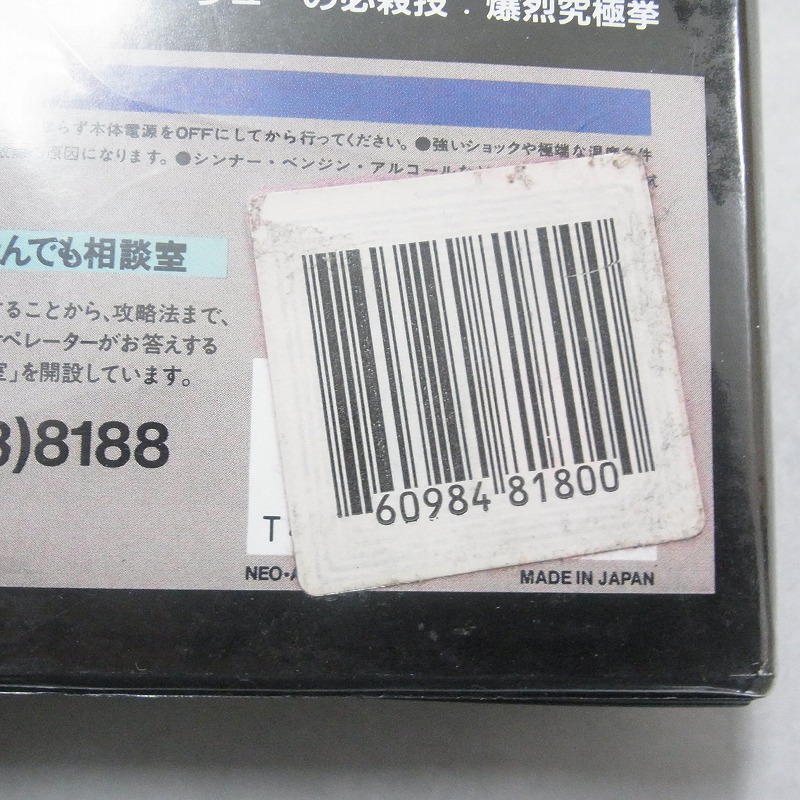 の必殺技：爆烈究極拳
らず本体電源をOFFにしてから行ってください。●強いショックや極端な温度条件
原因になります。●シンナー・ベンジン・アルコール
んでも相談室
することから、攻略法まで、
ペレーターがお答えする
室」を開設しています。
3)8188
60984 81800
T
NEO・
MADE IN JAPAN